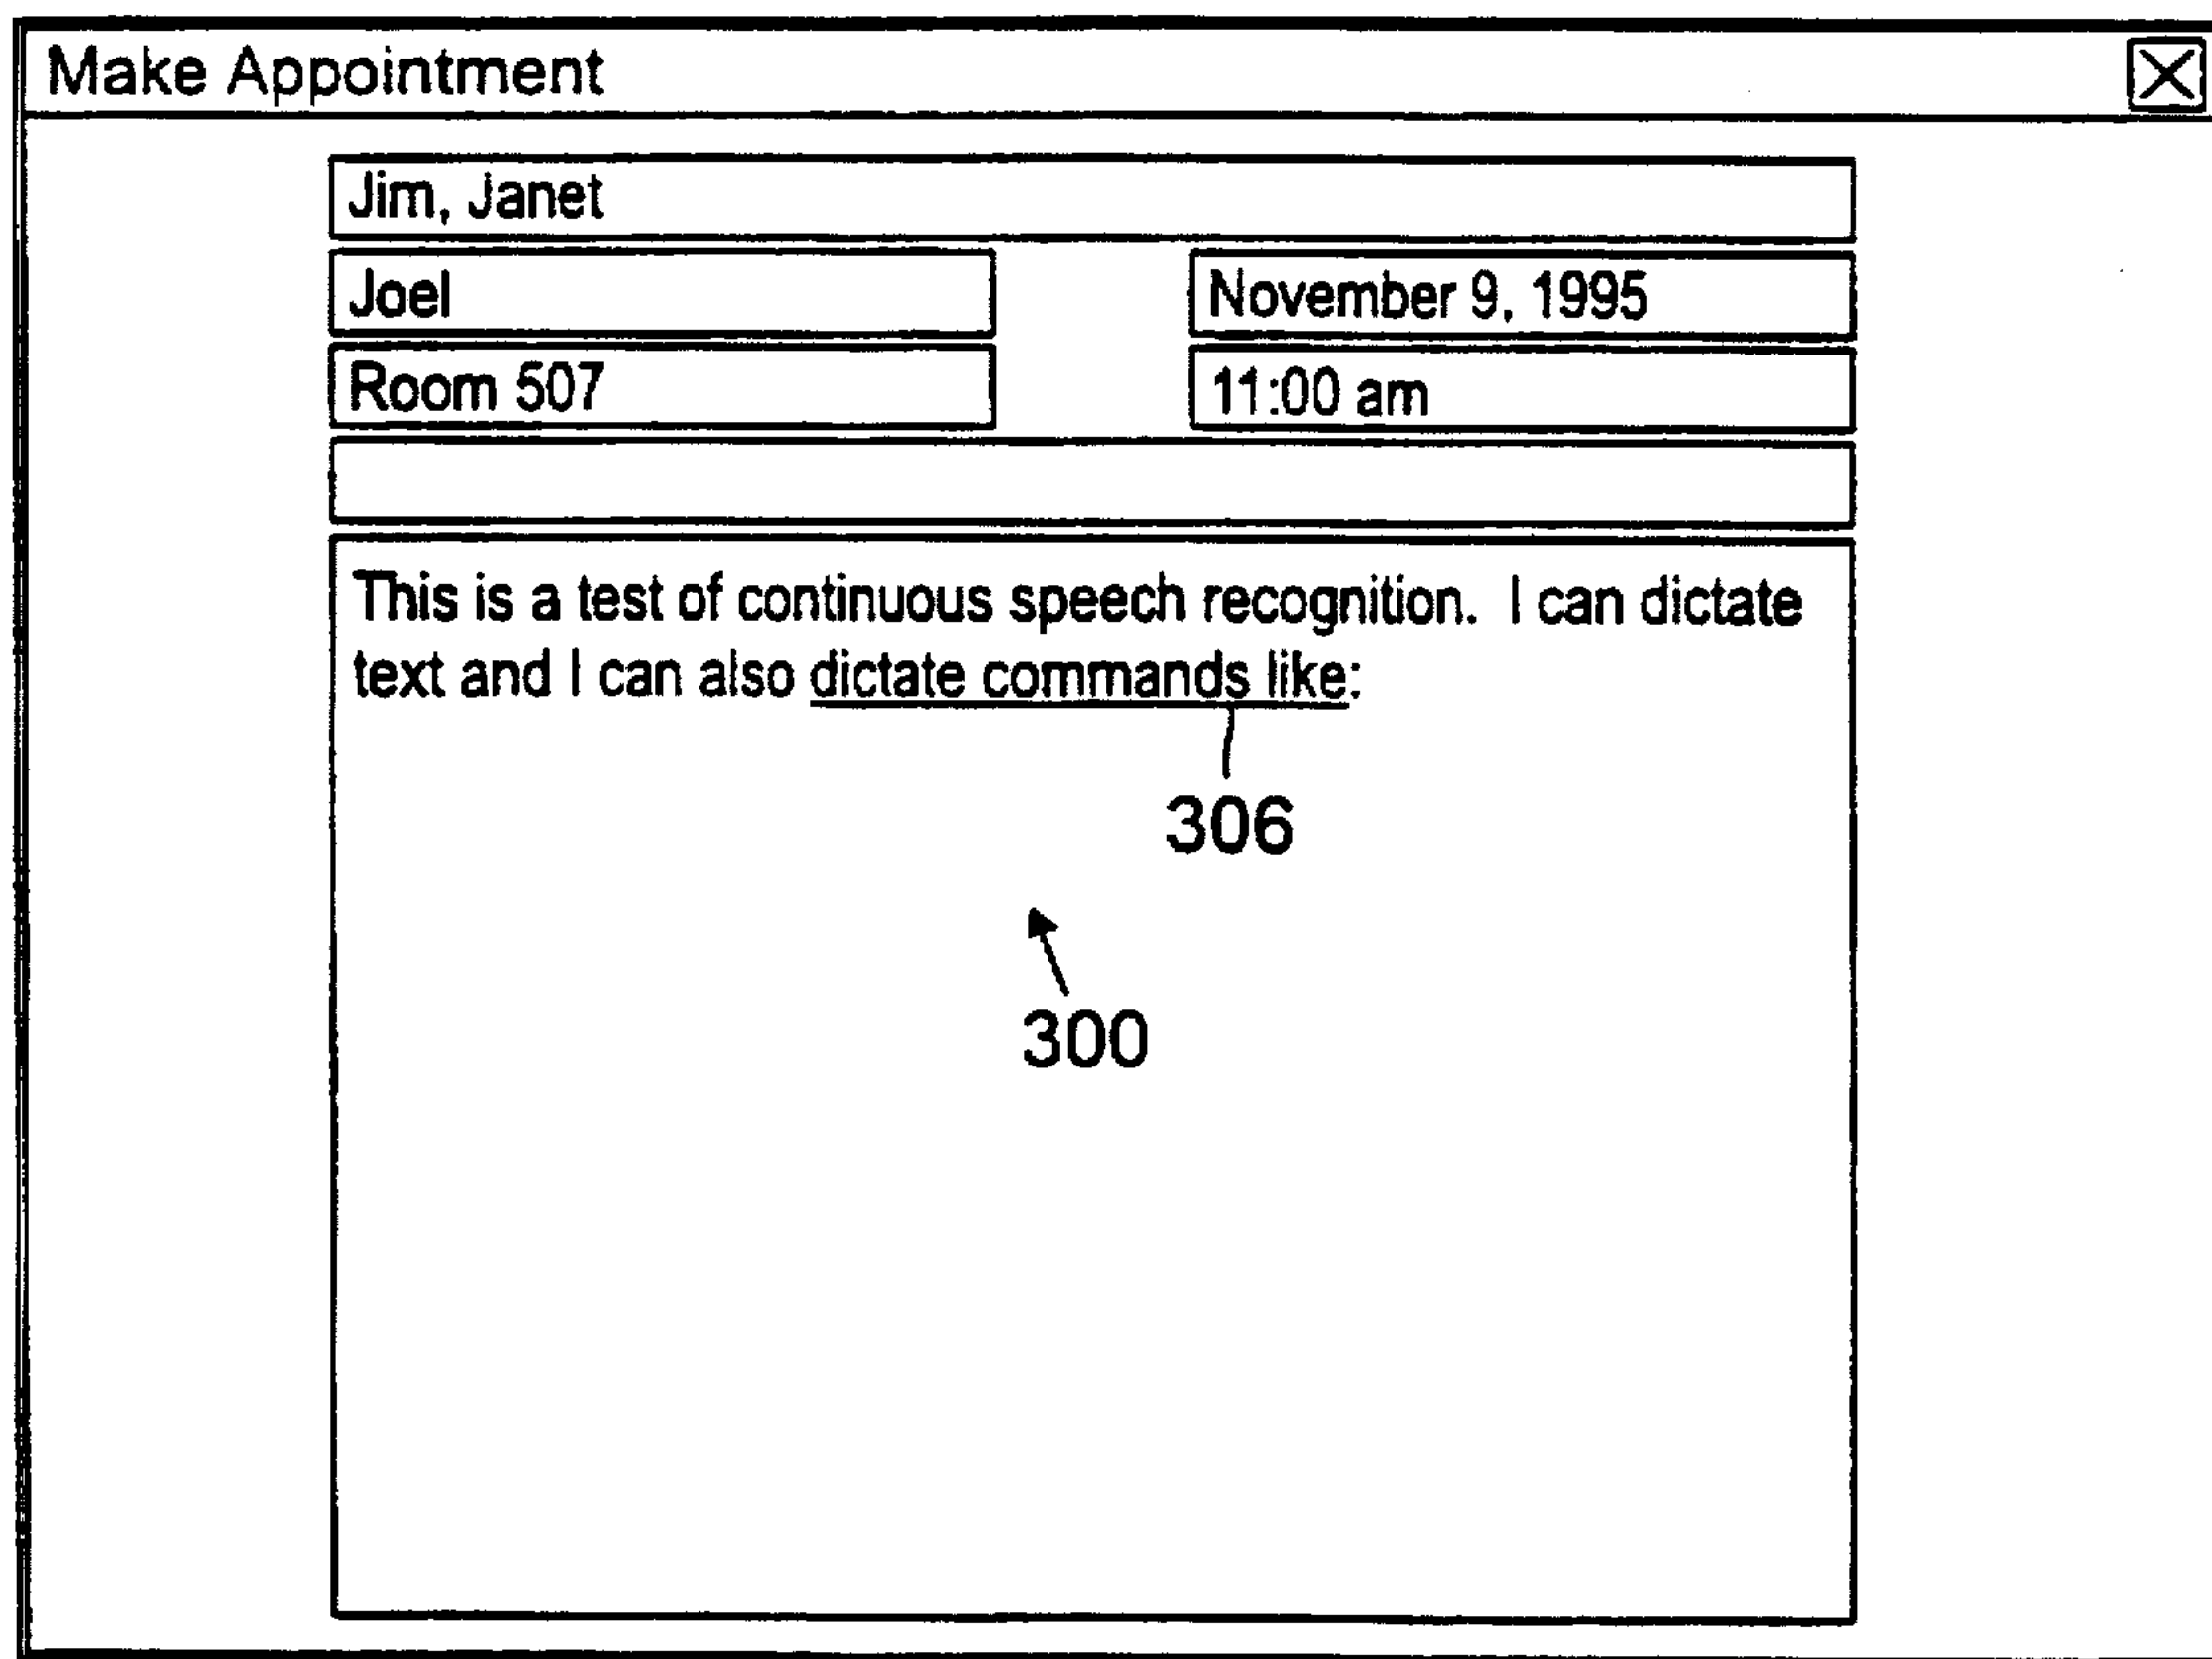 Make Appointment
Jim, Janet
Joel
November 9, 1995
Room 507
11:00 am
This is a test of continuous speech recognition.  I can dictate
text and I can also dictate commands like:
306
300